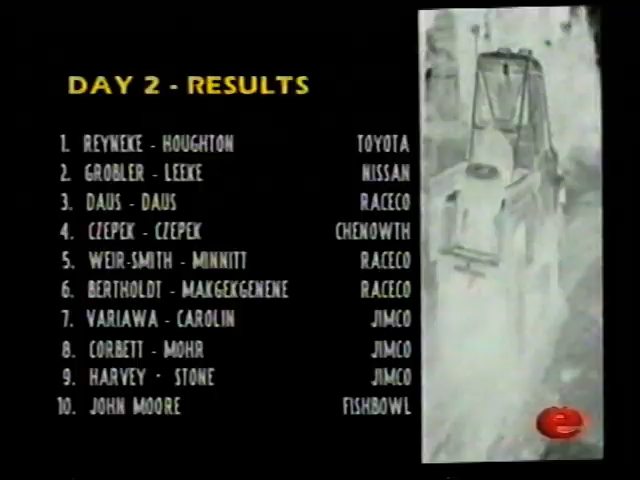 DAY 2 - RESULTS
1. REYNEKE - HOUGHTON TOYOTA
2. GROBLER - LEEKE NISSAN
3. DAUS - DAUS RACECO
4. CZEPEK - CZEPEK CHENOWTH
5. WEIR-SMITH - MINNITT RACECO
6. BERTHOLDT - MAKGEKGENENE RACECO
7. VARIAWA - CAROLIN JIMCO
8. CORBETT - MOHR JIMCO
9. HARVEY - STONE JIMCO
10. JOHN MOORE FISHBOWL
e